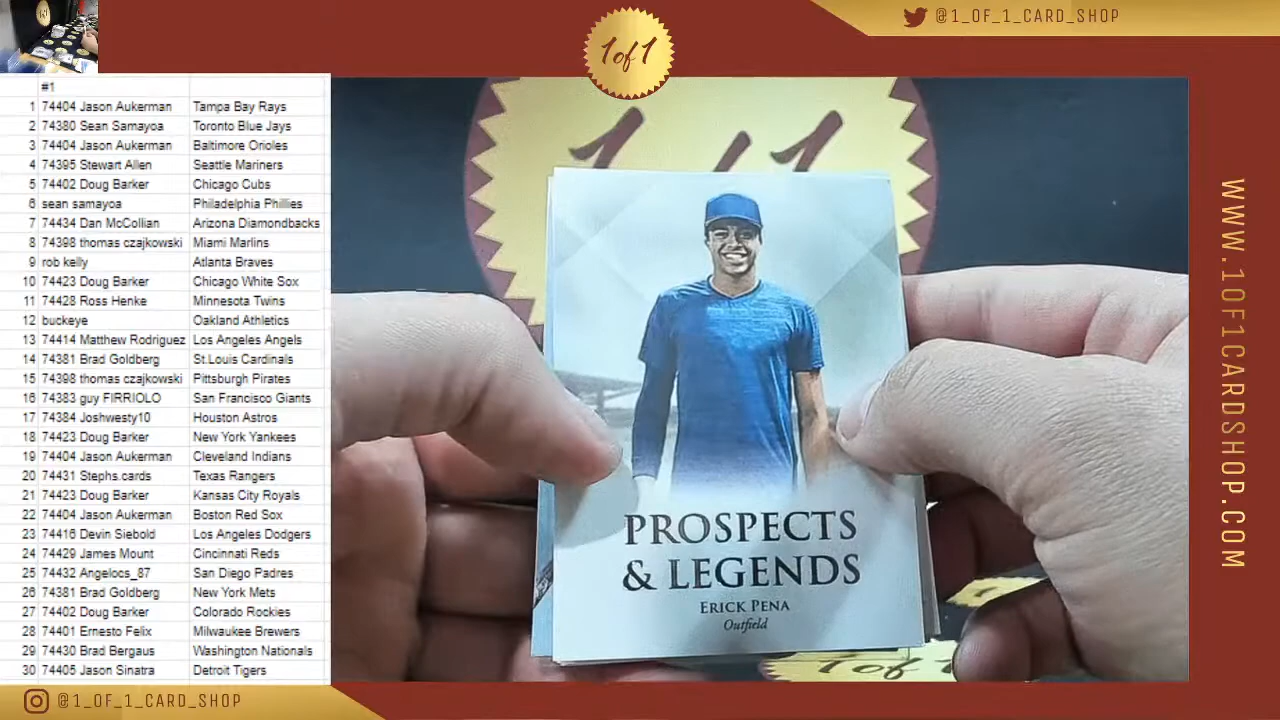 @1_OF_1_CARD_SHOP
1of1
#1
1 74404 Jason Aukerman Tampa Bay Rays
2 74380 Sean Samayoa Toronto Blue Jays
3 74404 Jason Aukerman Baltimore Orioles
4 74395 Stewart Allen Seattle Mariners
5 74402 Doug Barker Chicago Cubs
6 sean samayoa Philadelphia Phillies
7 74434 Dan McCollian Arizona Diamondbacks
8 74398 thomas czajkowski Miami Marlins
9 rob kelly Atlanta Braves
10 74423 Doug Barker Chicago White Sox
11 74428 Ross Henke Minnesota Twins
12 buckeye Oakland Athletics
13 74414 Matthew Rodriguez Los Angeles Angels
14 74381 Brad Goldberg St.Louis Cardinals
15 74398 thomas czajkowski Pittsburgh Pirates
16 74383 guy FIRRIOLO San Francisco Giants
17 74384 Joshwesty10 Houston Astros
18 74423 Doug Barker New York Yankees
19 74404 Jason Aukerman Cleveland Indians
20 74431 Stephs.cards Texas Rangers
21 74423 Doug Barker Kansas City Royals
22 74404 Jason Aukerman Boston Red Sox
23 74416 Devin Siebold Los Angeles Dodgers
24 74429 James Mount Cincinnati Reds
25 74432 Angelocs_87 San Diego Padres
26 74381 Brad Goldberg New York Mets
27 74402 Doug Barker Colorado Rockies
28 74401 Ernesto Felix Milwaukee Brewers
29 74430 Brad Bergaus Washington Nationals
30 74405 Jason Sinatra Detroit Tigers
PROSPECTS
& LEGENDS
ERICK PENA
Outfield
1of1
WWW.1OF1CARDSHOP.COM
@1_OF_1_CARD_SHOP